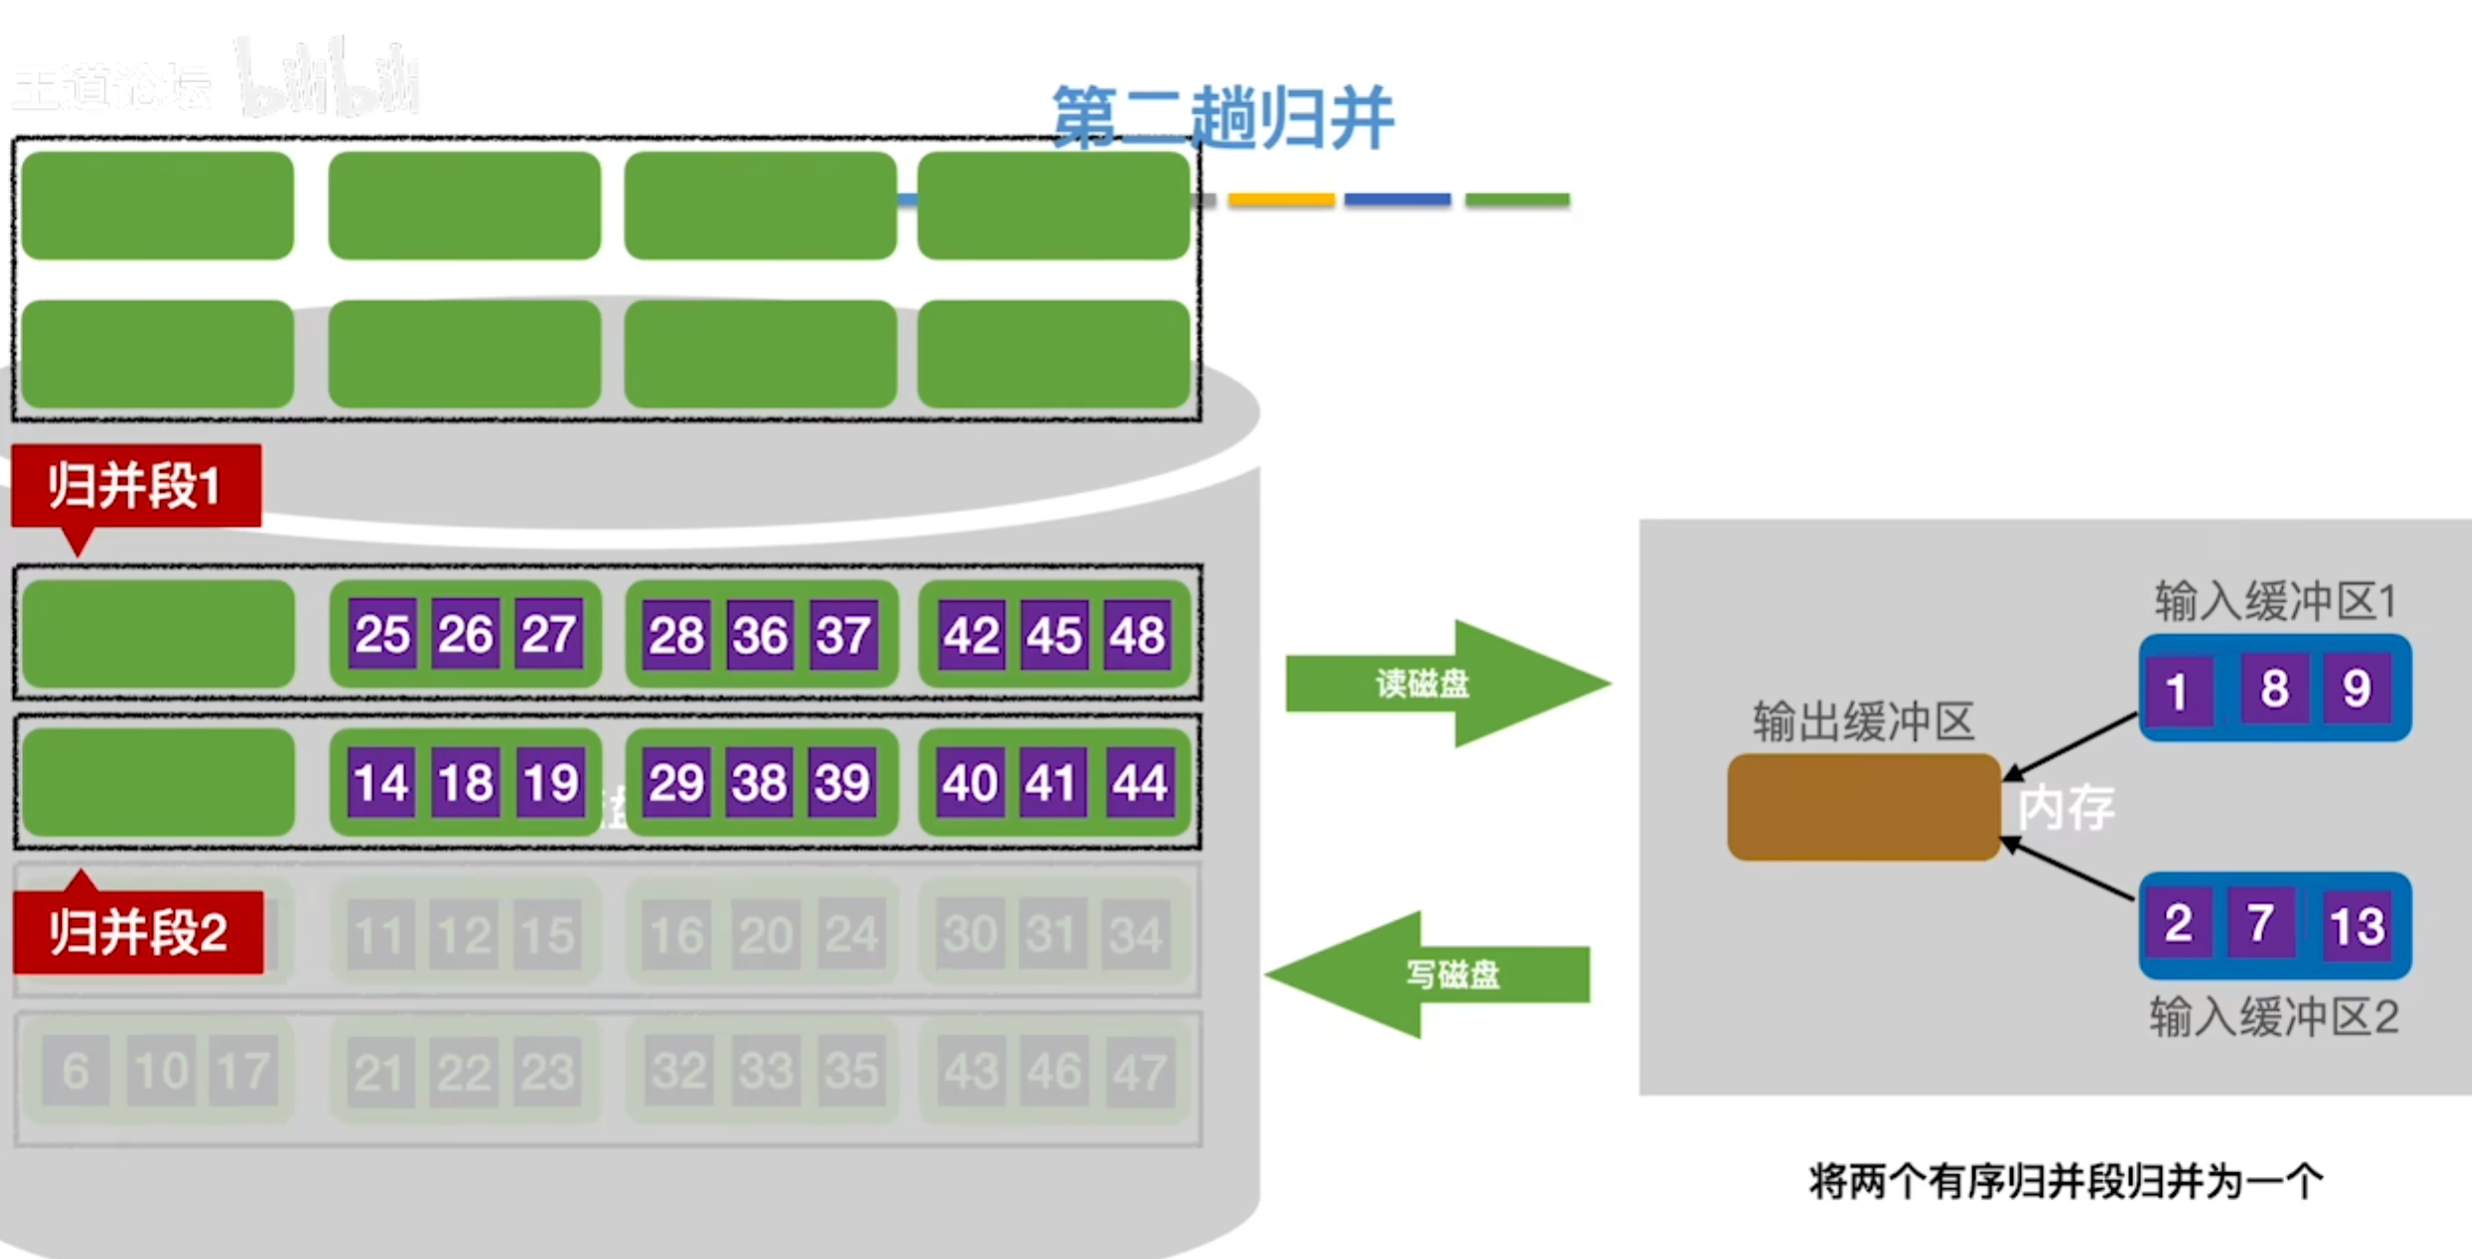 王道论坛 bilibili
第二趟归并
归并段1
25 26 27 28 36 37 42 45 48
14 18 19 29 38 39 40 41 44
归并段2
11 12 15 16 20 24 30 31 34
6 10 17 21 22 23 32 33 35 43 46 47
读磁盘
写磁盘
输入缓冲区1
1 8 9
输出缓冲区
内存
2 7 13
输入缓冲区2
将两个有序归并段归并为一个